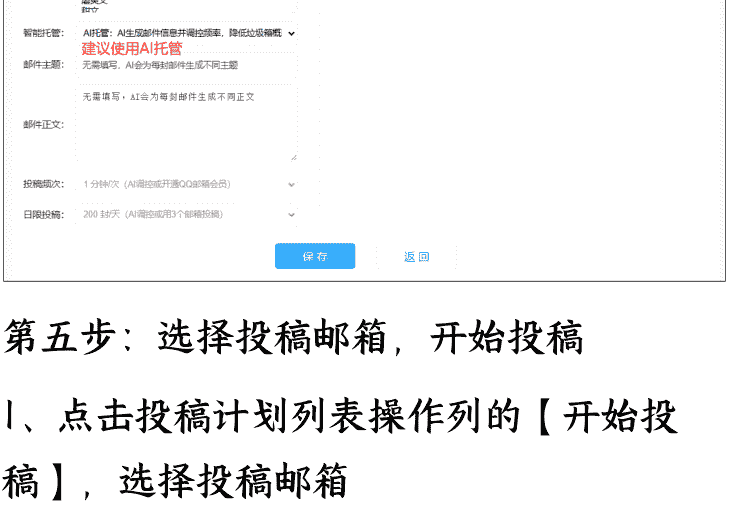 智能托管： AI托管：AI生成邮件信息并调控频率，降低垃圾箱概
建议使用AI托管
邮件主题： 无需填写，AI会为每封邮件生成不同主题
无需填写，AI会为每封邮件生成不同正文
邮件正文：
投稿频次： 1 分钟/次（AI调控或开通QQ邮箱会员）
日限投稿： 200 封/天（AI调控或用3个邮箱投稿）
保存 返回
第五步：选择投稿邮箱，开始投稿
1、点击投稿计划列表操作列的【开始投
稿】，选择投稿邮箱